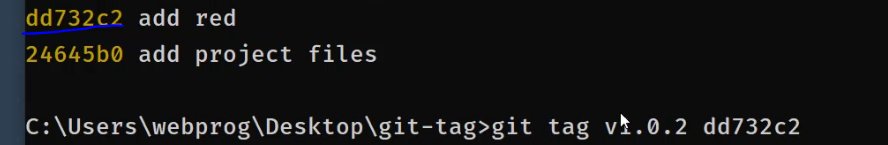 dd732c2 add red
24645b0 add project files
C:\Users\webprog\Desktop\git-tag>git tag v1.0.2 dd732c2